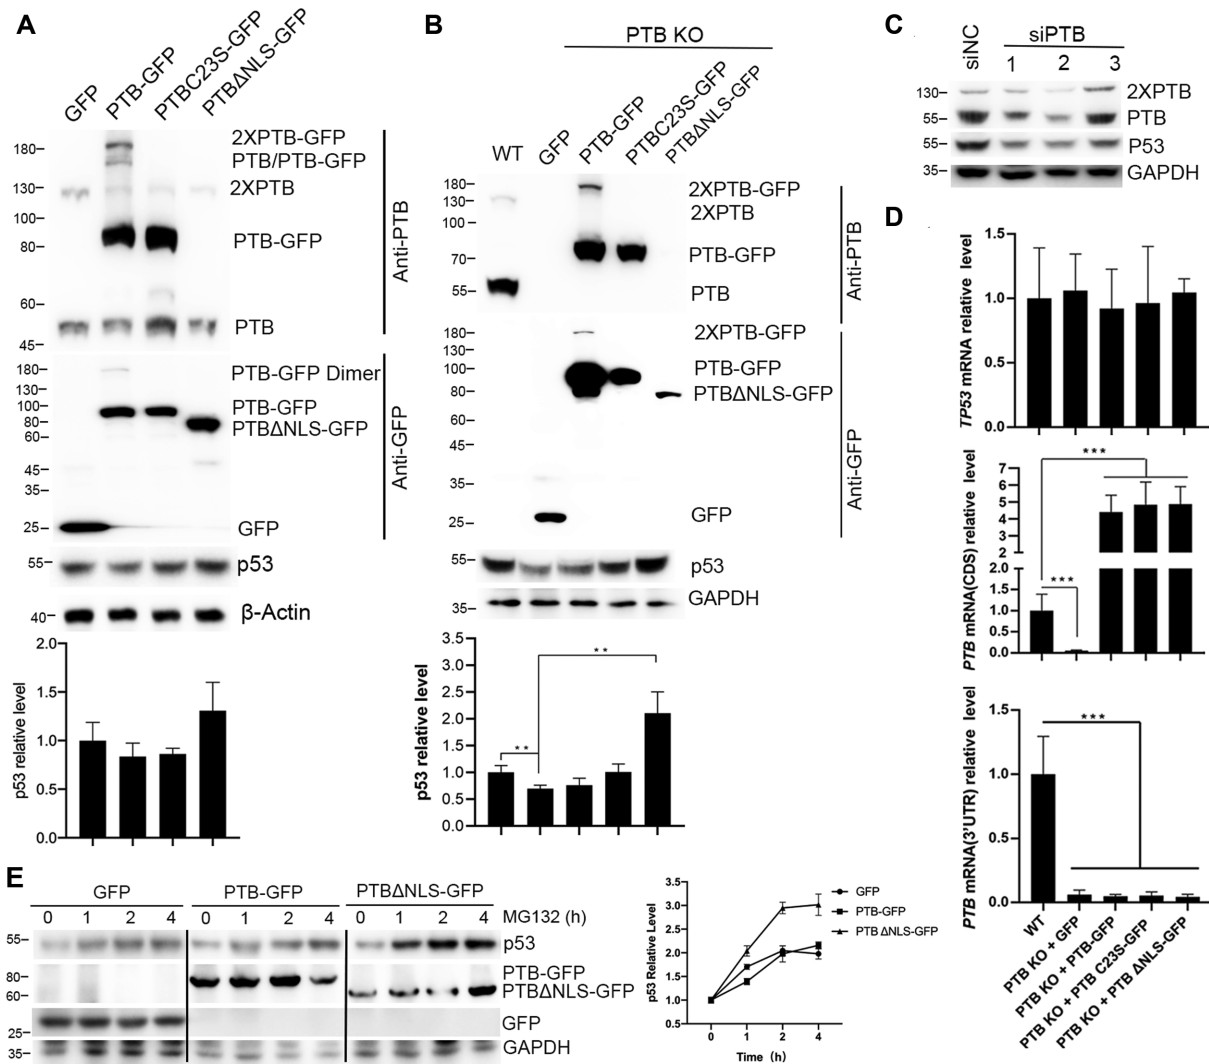 A
GFP
PTB-GFP
PTBC23S-GFP
PTBΔNLS-GFP
180
130
100
80
60
45
2XPTB-GFP
PTB/PTB-GFP
2XPTB
PTB-GFP
PTB
Anti-PTB
180
100
80
60
45
35
25
PTB-GFP Dimer
PTB-GFP
PTBΔNLS-GFP
GFP
Anti-GFP
55
p53
40
β-Actin
p53 relative level
2.0
1.5
1.0
0.5
0.0
B
PTB KO
WT
GFP
PTB-GFP
PTBC23S-GFP
PTBΔNLS-GFP
180
130
100
70
55
2XPTB-GFP
2XPTB
PTB-GFP
PTB
Anti-PTB
180
130
100
80
60
45
35
25
2XPTB-GFP
PTB-GFP
PTBΔNLS-GFP
GFP
Anti-GFP
55
p53
35
GAPDH
p53 relative level
3.5
3.0
2.5
2.0
1.5
1.0
0.5
0.0
**
**
C
siNC
siPTB
1 2 3
130
2XPTB
55
PTB
55
P53
35
GAPDH
D
TP53 mRNA relative level
1.5
1.0
0.5
0.0
PTB mRNA(CDS) relative level
7
6
5
4
3
2
2.0
1.5
1.0
0.5
0.0
***
***
PTB mRNA(3'UTR) relative level
1.5
1.0
0.5
0.0
***
WT
PTB KO + GFP
PTB KO + PTB-GFP
PTB KO + PTB C23S-GFP
PTB KO + PTB ΔNLS-GFP
E
GFP PTB-GFP PTBΔNLS-GFP
0 1 2 4 0 1 2 4 0 1 2 4 MG132 (h)
55
p53
80
60
PTB-GFP
PTBΔNLS-GFP
25
GFP
35
GAPDH
p53 Relative Level
3.5
3.0
2.5
2.0
1.5
1.0
0.5
0 1 2 4
Time (h)
GFP
PTB-GFP
PTB ΔNLS-GFP